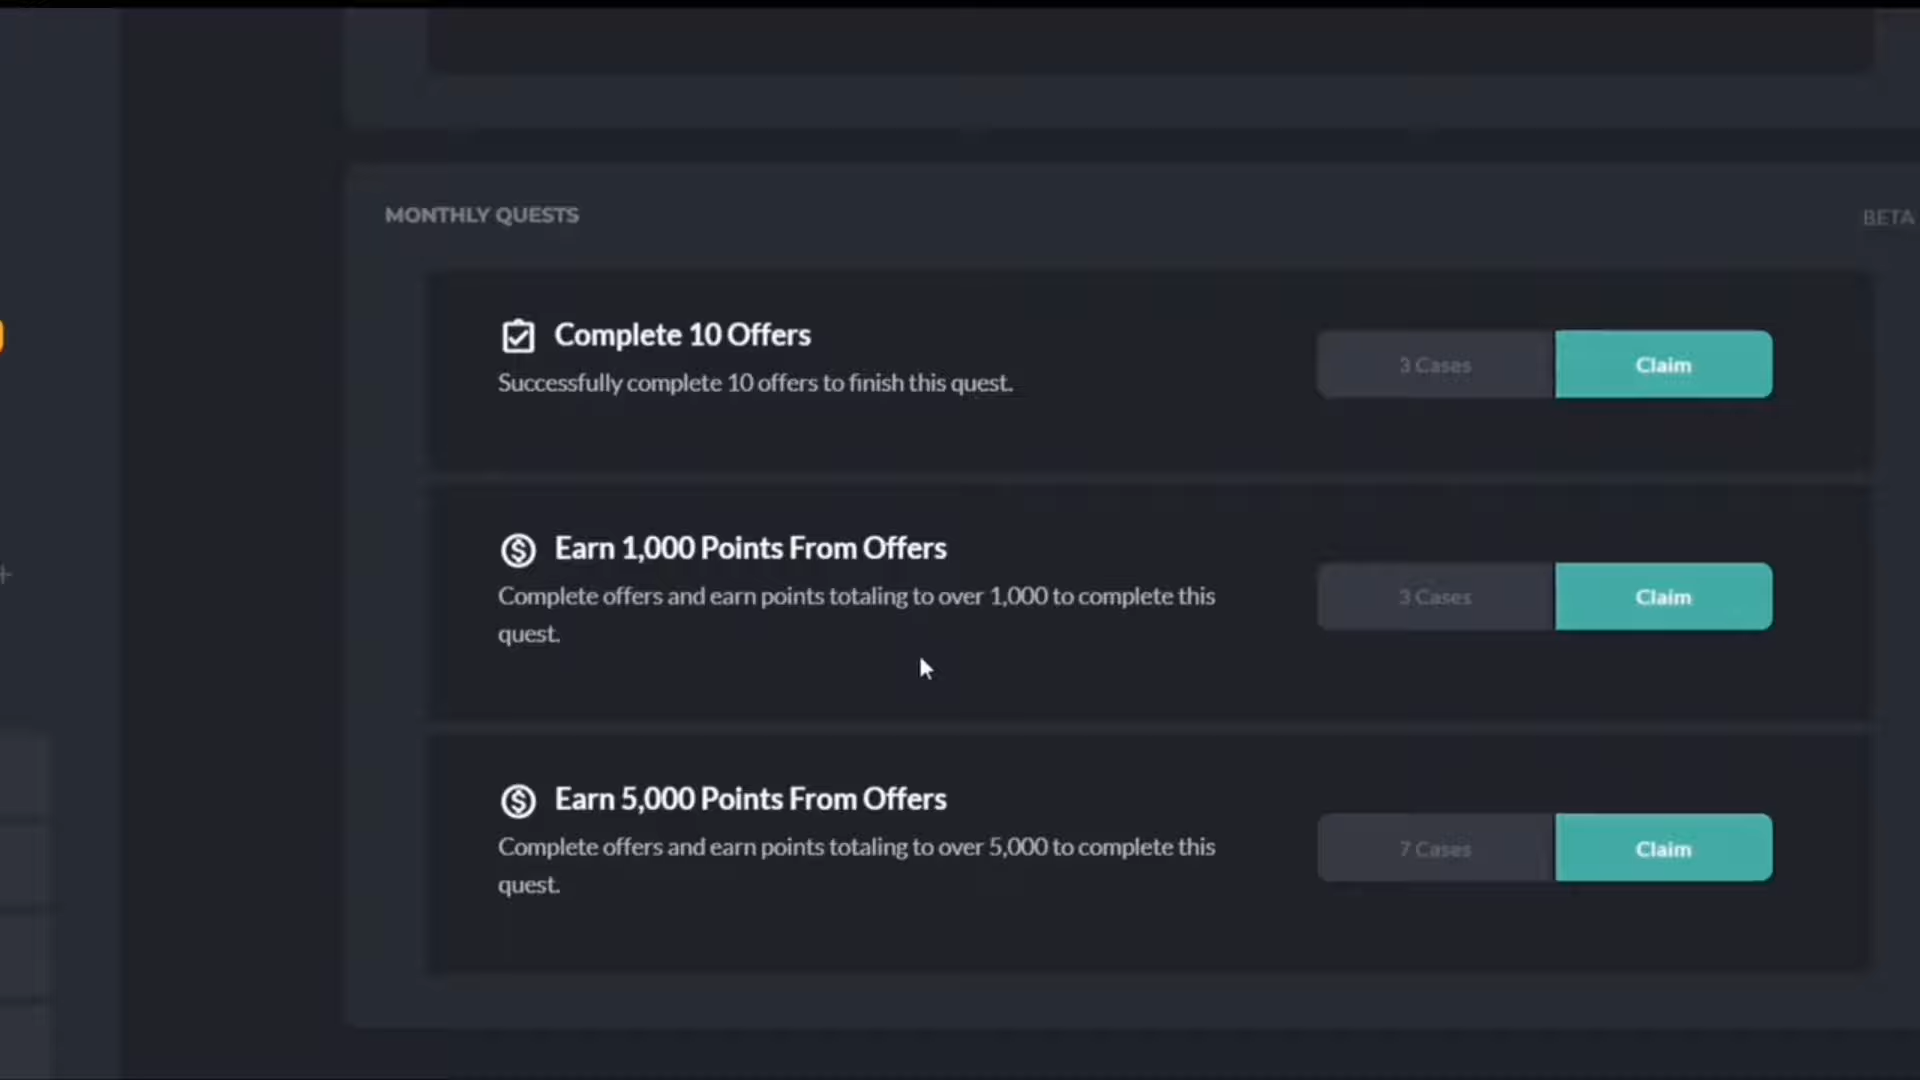 MONTHLY QUESTS
BETA
Complete 10 Offers
Successfully complete 10 offers to finish this quest.
3 Cases
Claim
Earn 1,000 Points From Offers
Complete offers and earn points totaling to over 1,000 to complete this
quest.
3 Cases
Claim
Earn 5,000 Points From Offers
Complete offers and earn points totaling to over 5,000 to complete this
quest.
7 Cases
Claim